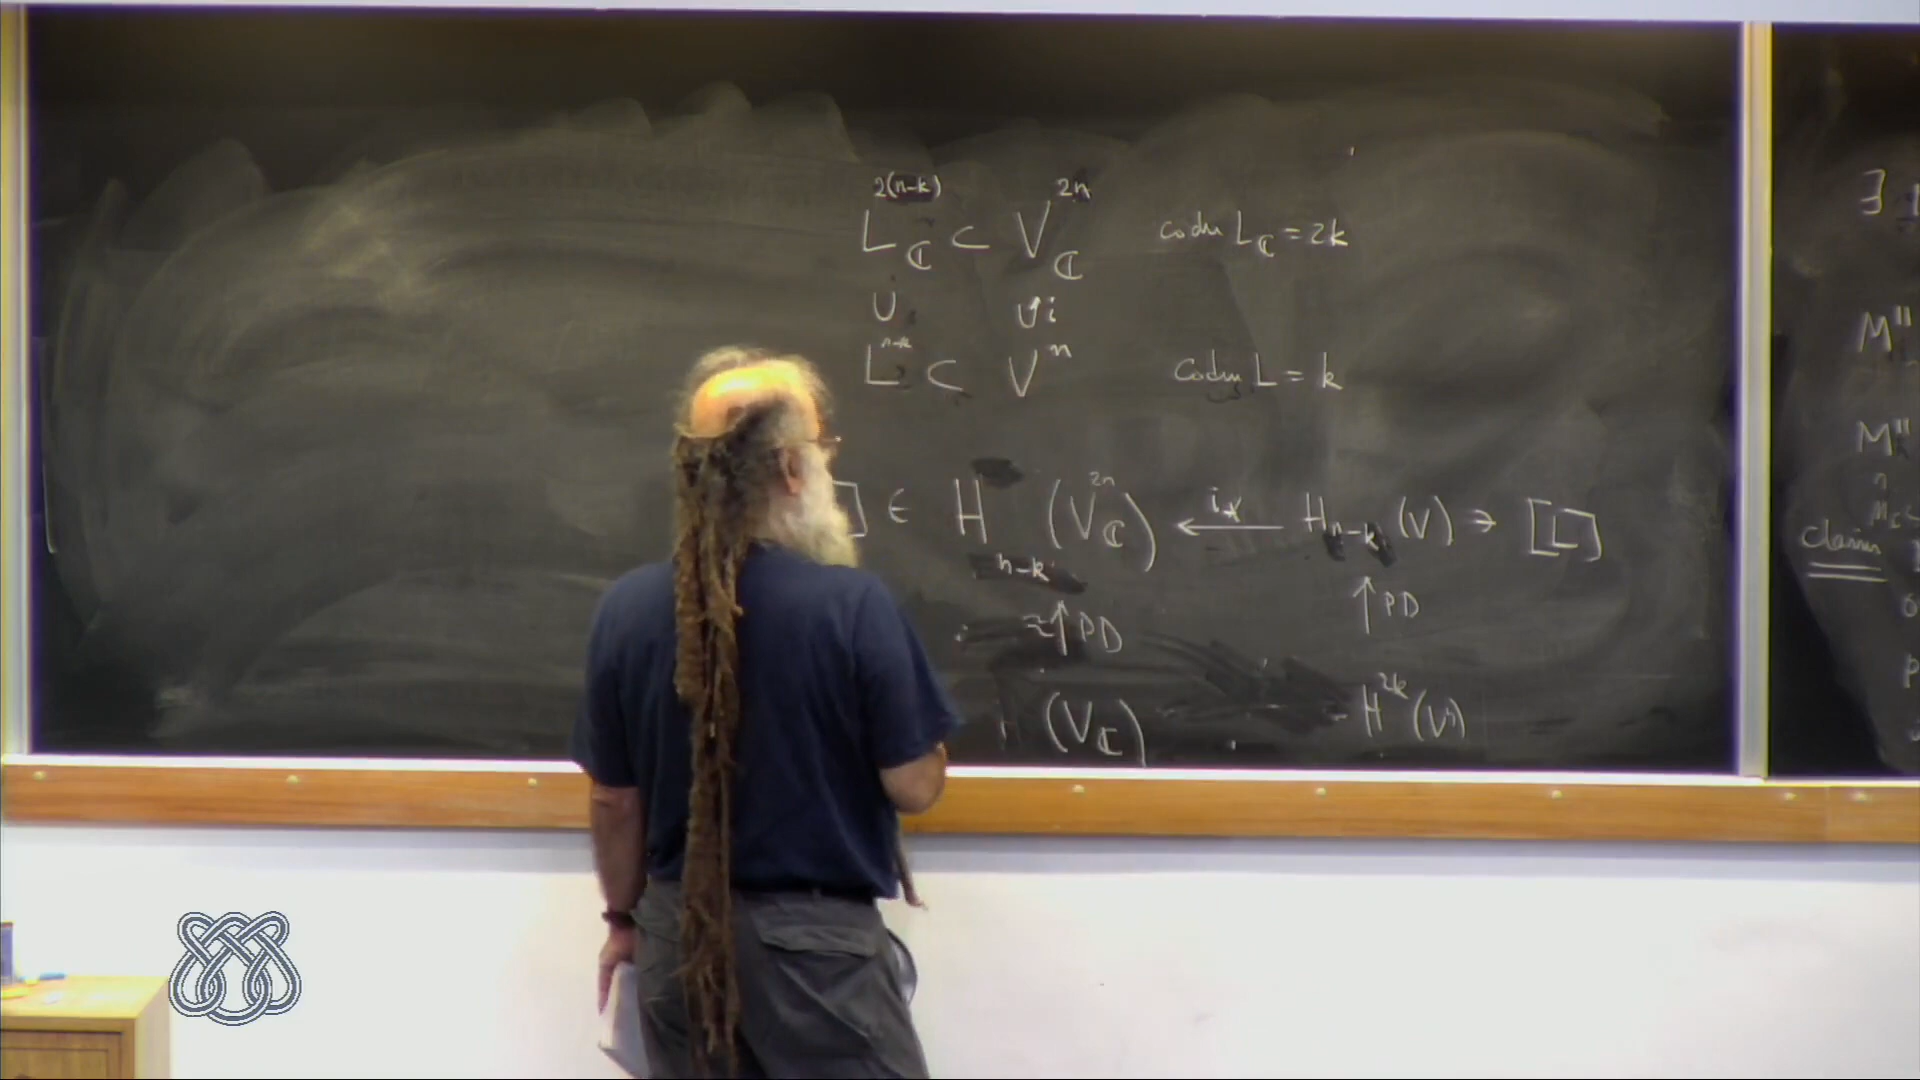 2(n-k) 2n
L_ℂ ⊂ V_ℂ codim L_ℂ = 2k
∪ ∪ i
L^{n-k} ⊂ V^n codim L = k
] ∈ H_{n-k} (V_ℂ^{2n}) ←i_* H_{n-k} (V) ∋ [L]
≈↑PD ↑PD
(V_ℂ) H^{2k}(V^n)
∃
M"
M"
n
claim